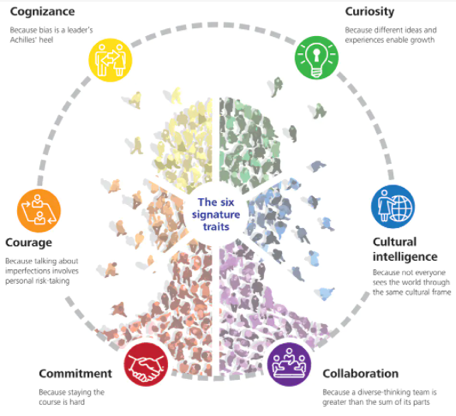 Cognizance
Because bias is a leader's
Achilles' heel
Curiosity
Because different ideas and
experiences enable growth
The six
signature
traits
Courage
Because talking about
imperfections involves
personal risk-taking
Cultural
intelligence
Because not everyone
sees the world through
the same cultural frame
Commitment
Because staying the
course is hard
Collaboration
Because a diverse-thinking team is
greater than the sum of its parts